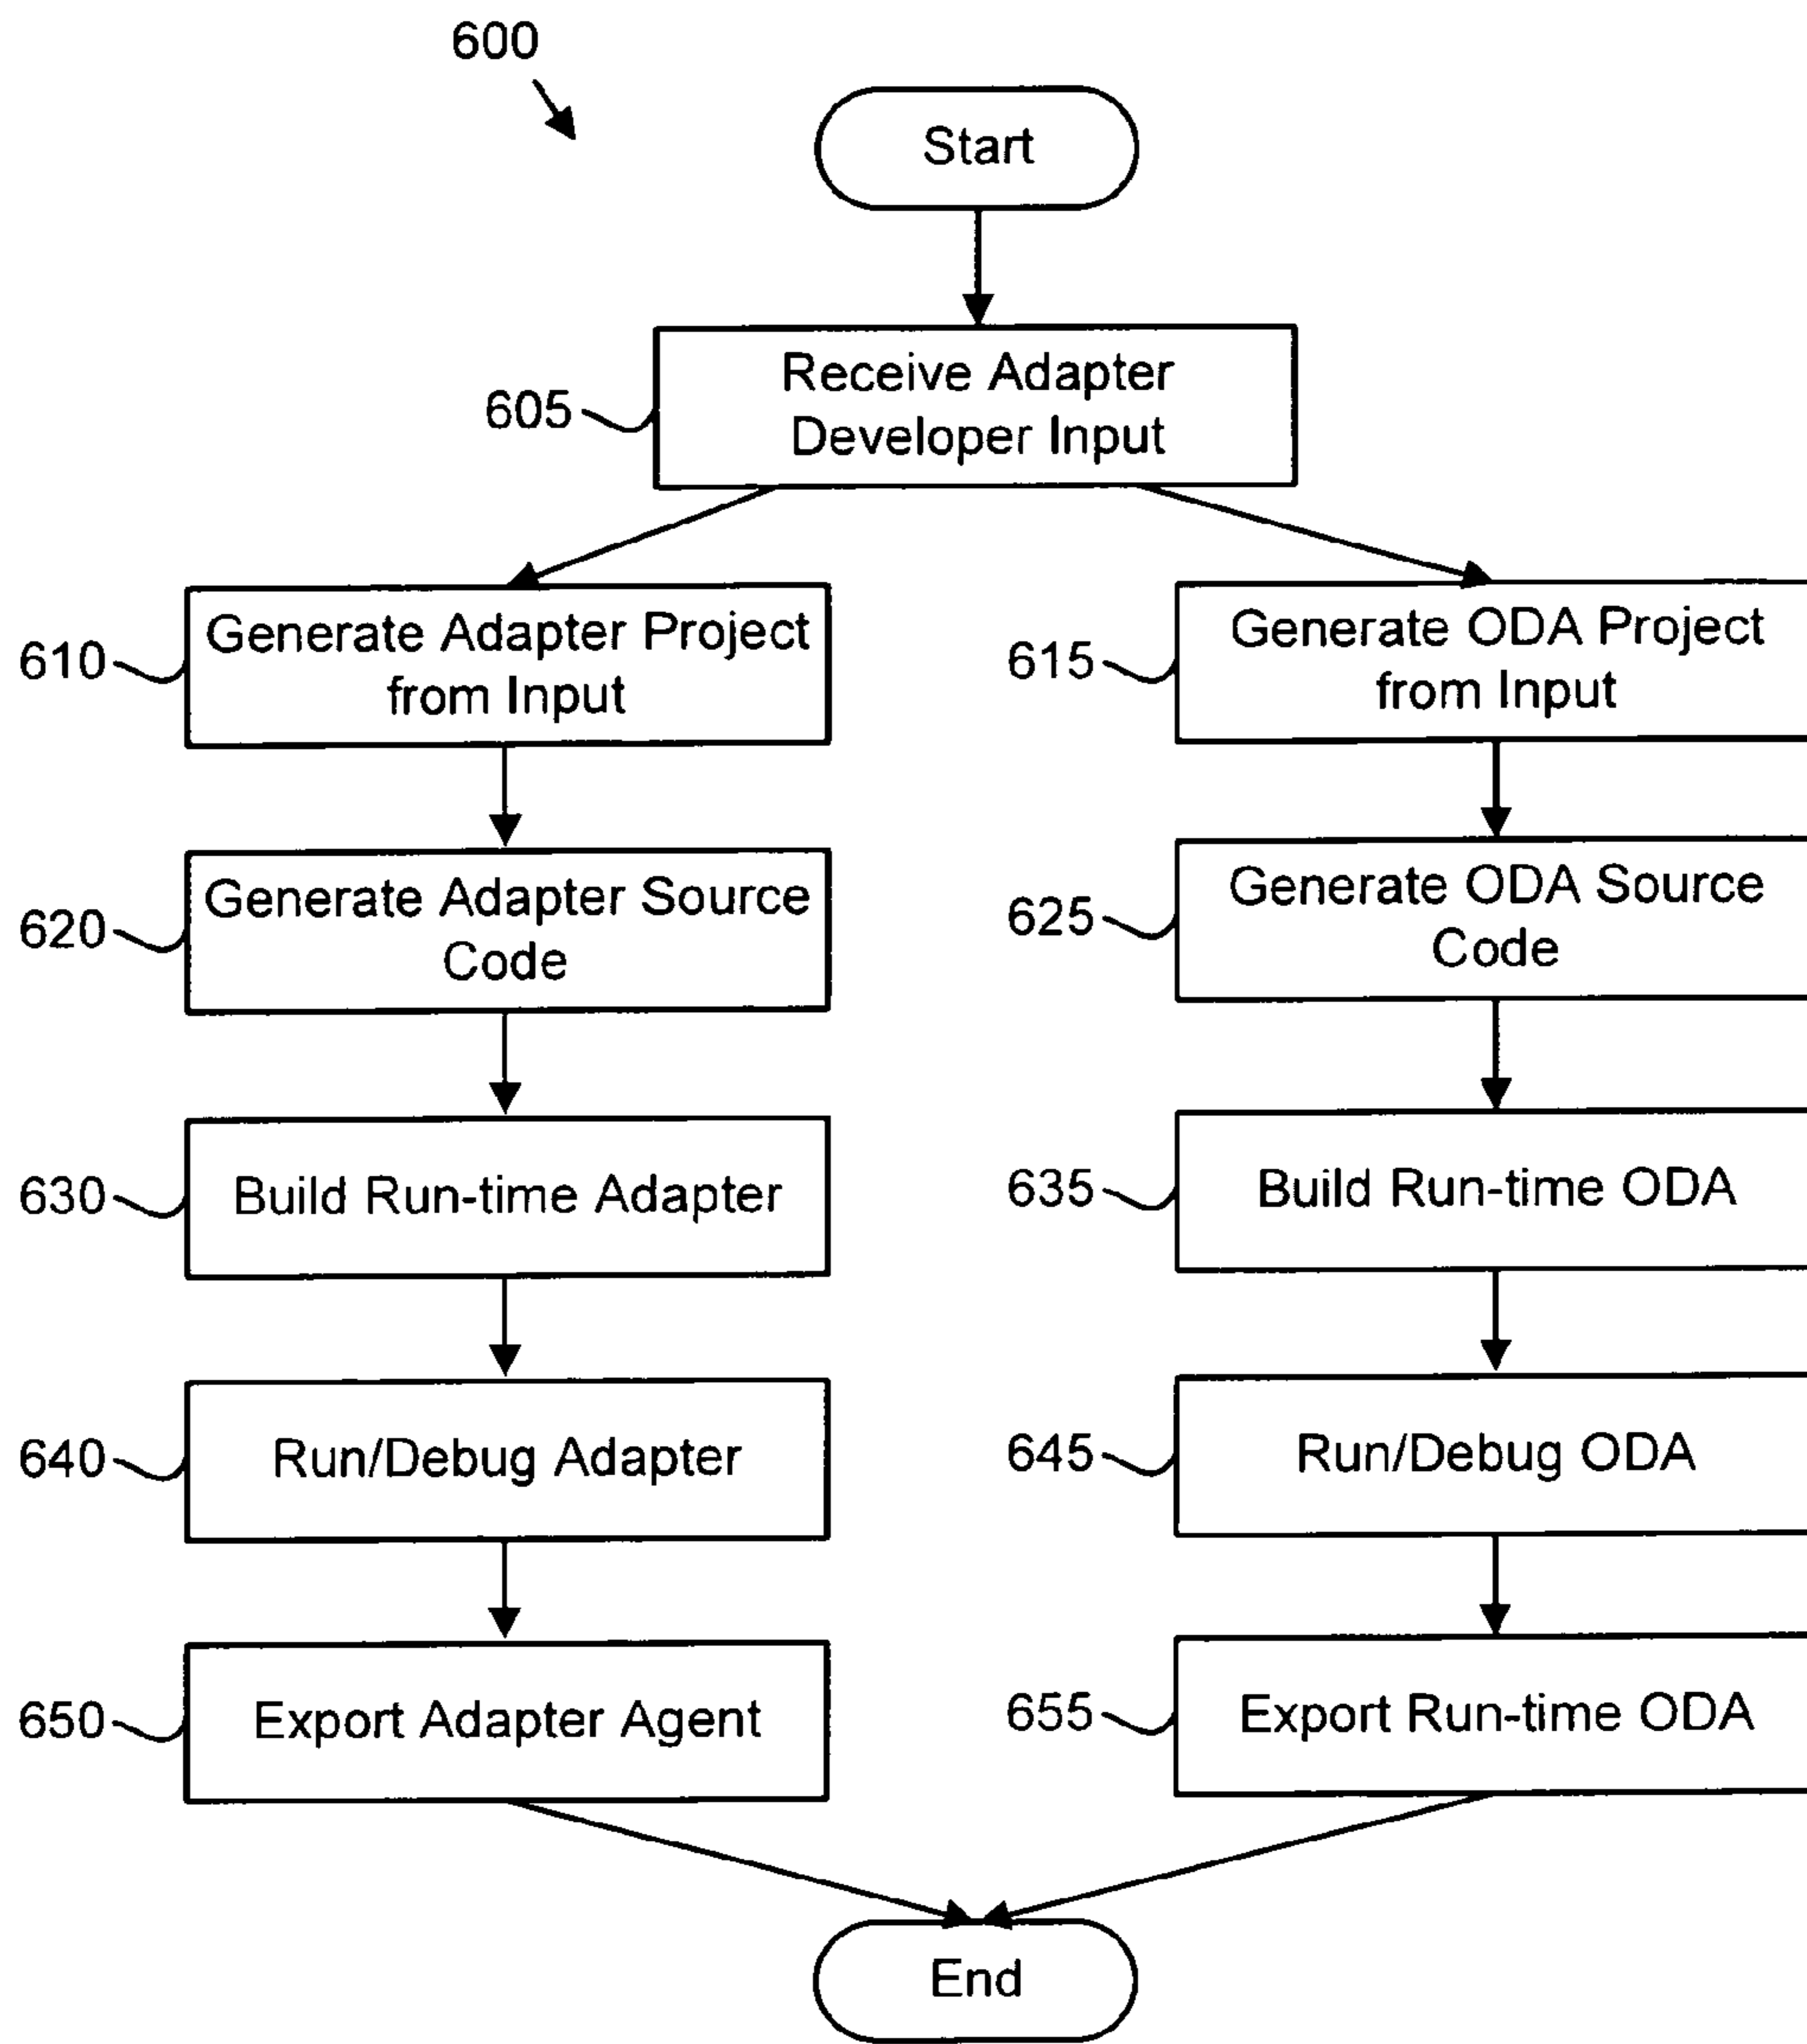 600
Start
Receive Adapter
Developer Input
605
Generate Adapter Project
from Input
610
Generate ODA Project
from Input
615
Generate Adapter Source
Code
620
Generate ODA Source
Code
625
Build Run-time Adapter
630
Build Run-time ODA
635
Run/Debug Adapter
640
Run/Debug ODA
645
Export Adapter Agent
650
Export Run-time ODA
655
End